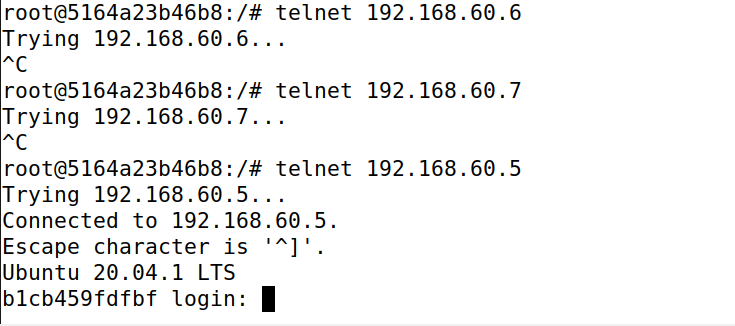 root@5164a23b46b8:/# telnet 192.168.60.6
Trying 192.168.60.6...
^C
root@5164a23b46b8:/# telnet 192.168.60.7
Trying 192.168.60.7...
^C
root@5164a23b46b8:/# telnet 192.168.60.5
Trying 192.168.60.5...
Connected to 192.168.60.5.
Escape character is '^]'.
Ubuntu 20.04.1 LTS
b1cb459fdfbf login: